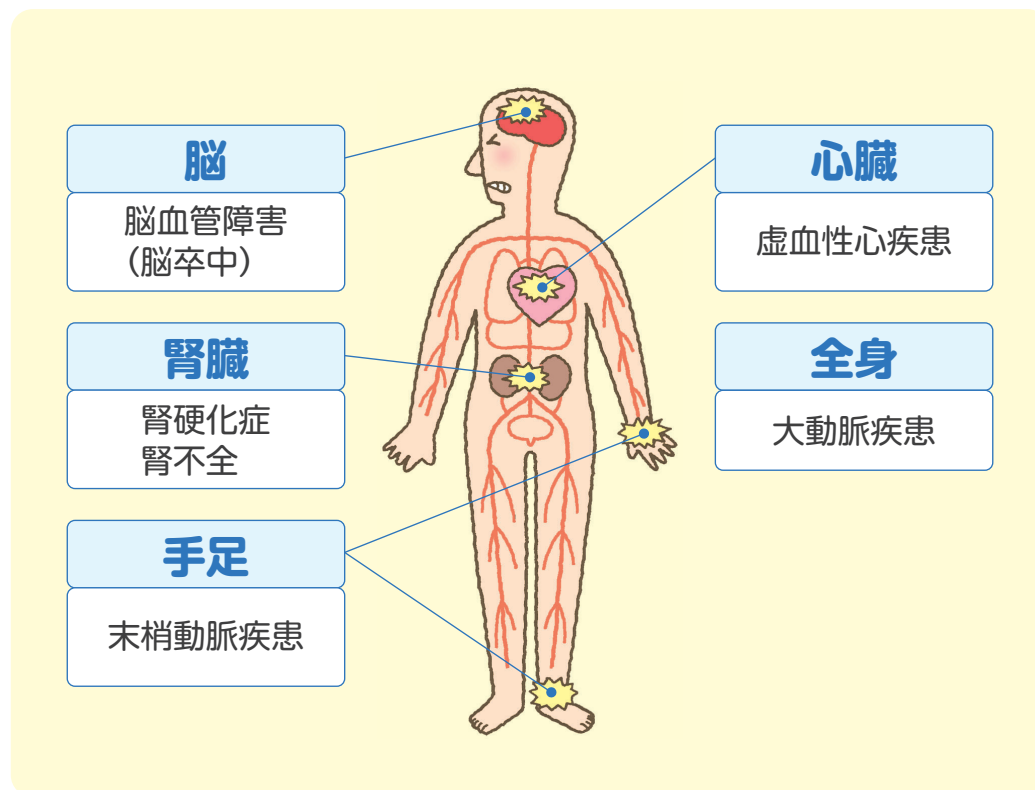 脳
脳血管障害
(脳卒中)
腎臓
腎硬化症
腎不全
手足
末梢動脈疾患
心臓
虚血性心疾患
全身
大動脈疾患